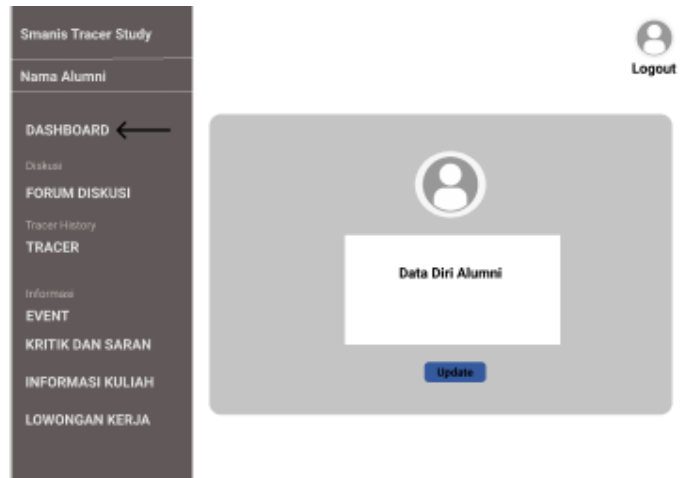 Smanis Tracer Study
Nama Alumni
DASHBOARD
Diskusi
FORUM DISKUSI
Tracer History
TRACER
Informasi
EVENT
KRITIK DAN SARAN
INFORMASI KULIAH
LOWONGAN KERJA
Logout
Data Diri Alumni
Update